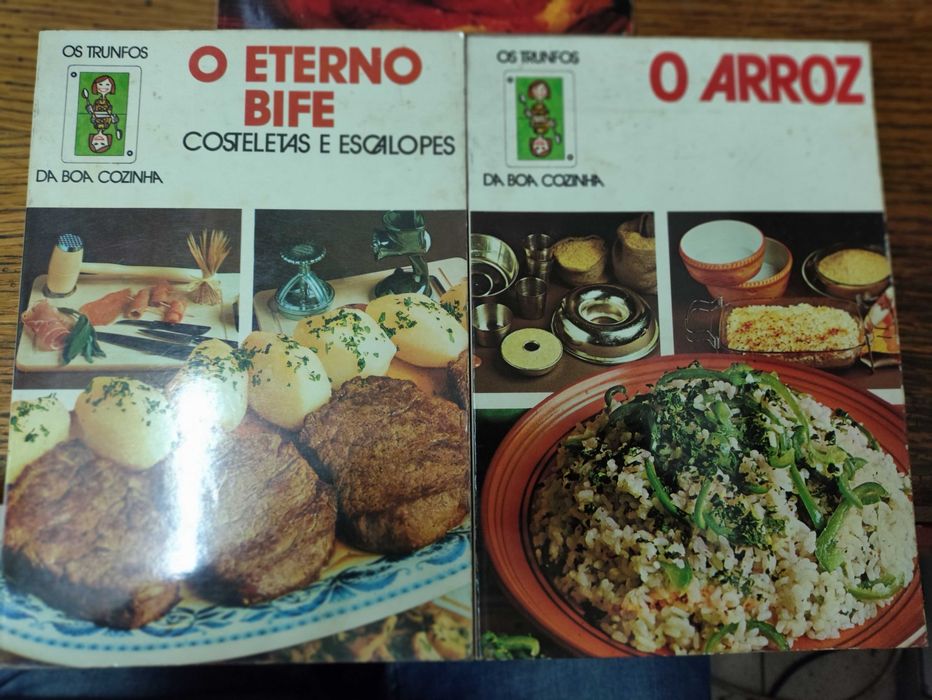 OS TRUNFOS
DA BOA COZINHA
O ETERNO
BIFE
COSTELETAS E ESCALOPES
OS TRUNFOS
DA BOA COZINHA
O ARROZ